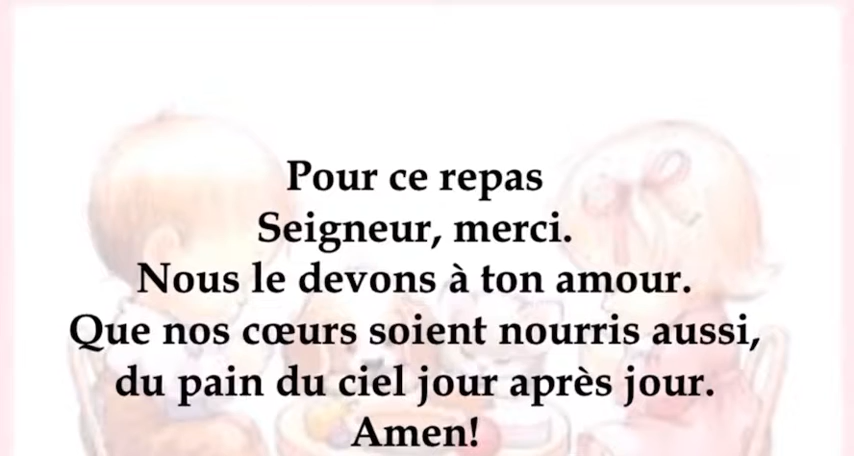 Pour ce repas
Seigneur, merci.
Nous le devons à ton amour.
Que nos cœurs soient nourris aussi,
du pain du ciel jour après jour.
Amen!